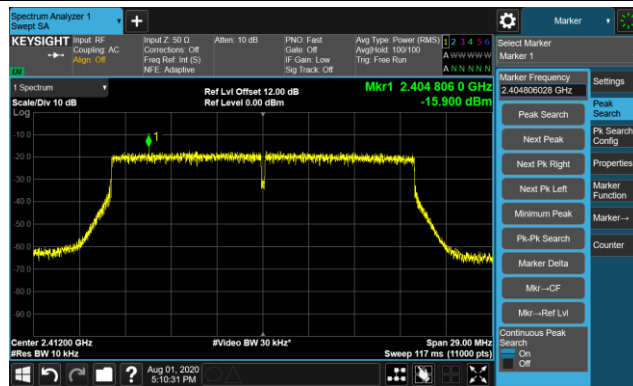 Spectrum Analyzer 1
Swept SA
Marker
KEYSIGHT
Input: RF
Coupling: AC
Align: Off
Input Z: 50 Ω
Corrections: Off
Freq Ref: Int (S)
NFE: Adaptive
Atten: 10 dB
PNO: Fast
Gate: Off
IF Gain: Low
Sig Track: Off
Avg Type: Power (RMS)
Avg|Hold: 100/100
Trig: Free Run
1 2 3 4 5 6
A W W W W W
A N N N N N
Select Marker
Marker 1
1 Spectrum
Scale/Div 10 dB
Log
Ref Lvl Offset 12.00 dB
Ref Level 0.00 dBm
Mkr1 2.404 806 0 GHz
-15.900 dBm
-10.0
-20.0
-30.0
-40.0
-50.0
-60.0
-70.0
-80.0
-90.0
1
Center 2.41200 GHz
#Res BW 10 kHz
#Video BW 30 kHz*
Span 29.00 MHz
Sweep 117 ms (11000 pts)
Marker Frequency
2.404806028 GHz
Peak Search
Next Peak
Next Pk Right
Next Pk Left
Minimum Peak
Pk-Pk Search
Marker Delta
Mkr→CF
Mkr→Ref Lvl
Continuous Peak
Search
On
Off
Settings
Peak
Search
Pk Search
Config
Properties
Marker
Function
Marker→
Counter
?
Aug 01, 2020
5:10:31 PM